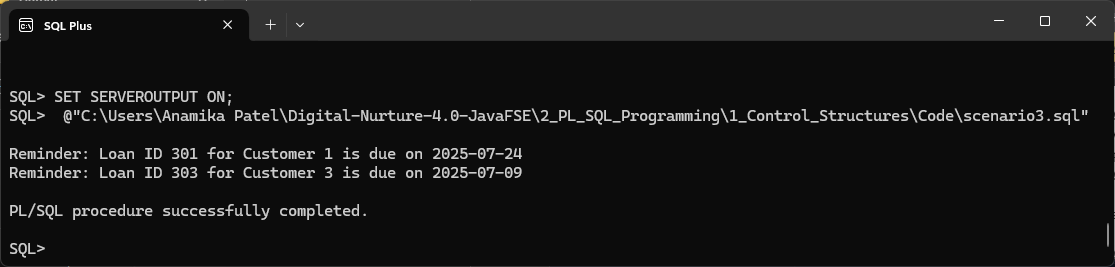 SQL Plus
SQL> SET SERVEROUTPUT ON;
SQL>  @"C:\Users\Anamika Patel\Digital-Nurture-4.0-JavaFSE\2_PL_SQL_Programming\1_Control_Structures\Code\scenario3.sql"
Reminder: Loan ID 301 for Customer 1 is due on 2025-07-24
Reminder: Loan ID 303 for Customer 3 is due on 2025-07-09
PL/SQL procedure successfully completed.
SQL>